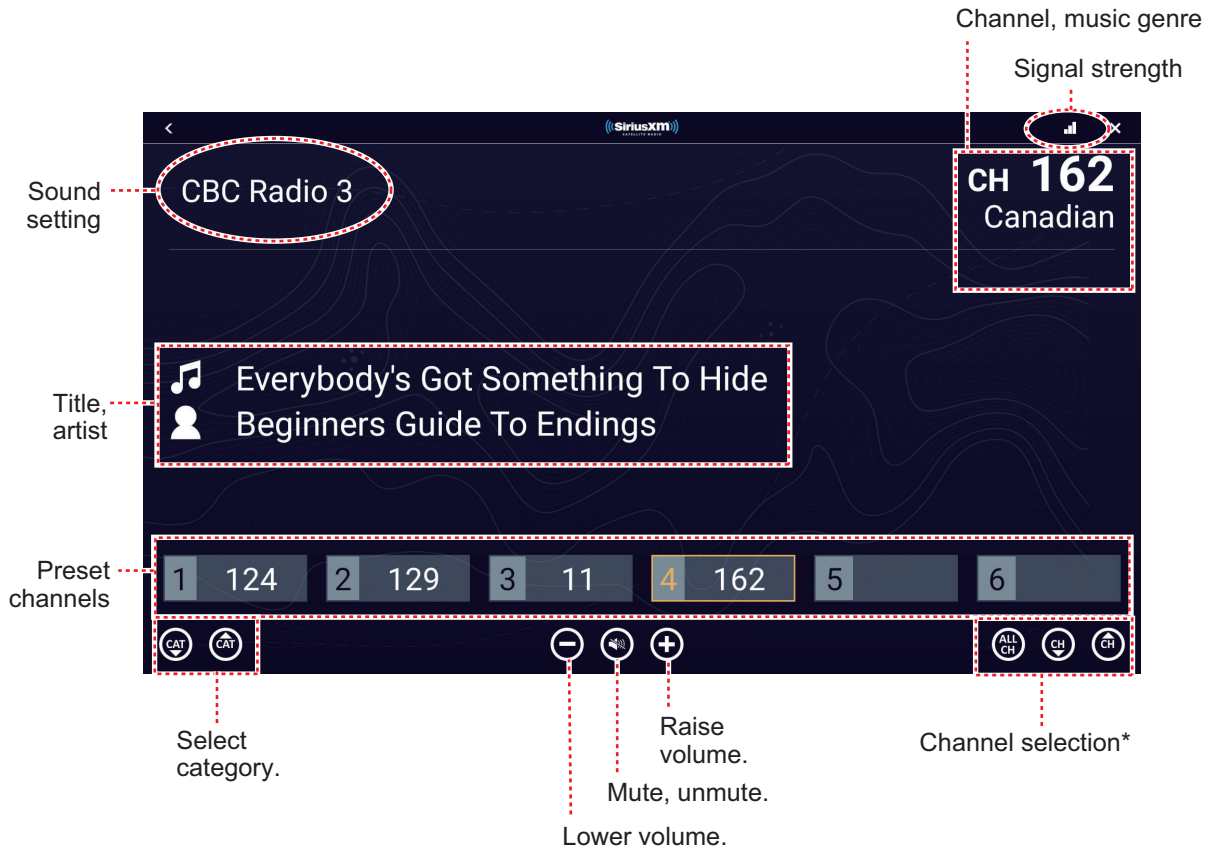 Channel, music genre
Signal strength
<
SiriusXM
SATELLITE RADIO
×
Sound
setting
CBC Radio 3
CH 162
Canadian
Title,
artist
Everybody's Got Something To Hide
Beginners Guide To Endings
Preset
channels
1 124
2 129
3 11
4 162
5
6
CAT
CAT
ALL
CH
CH
CH
Select
category.
Raise
volume.
Channel selection*
Mute, unmute.
Lower volume.